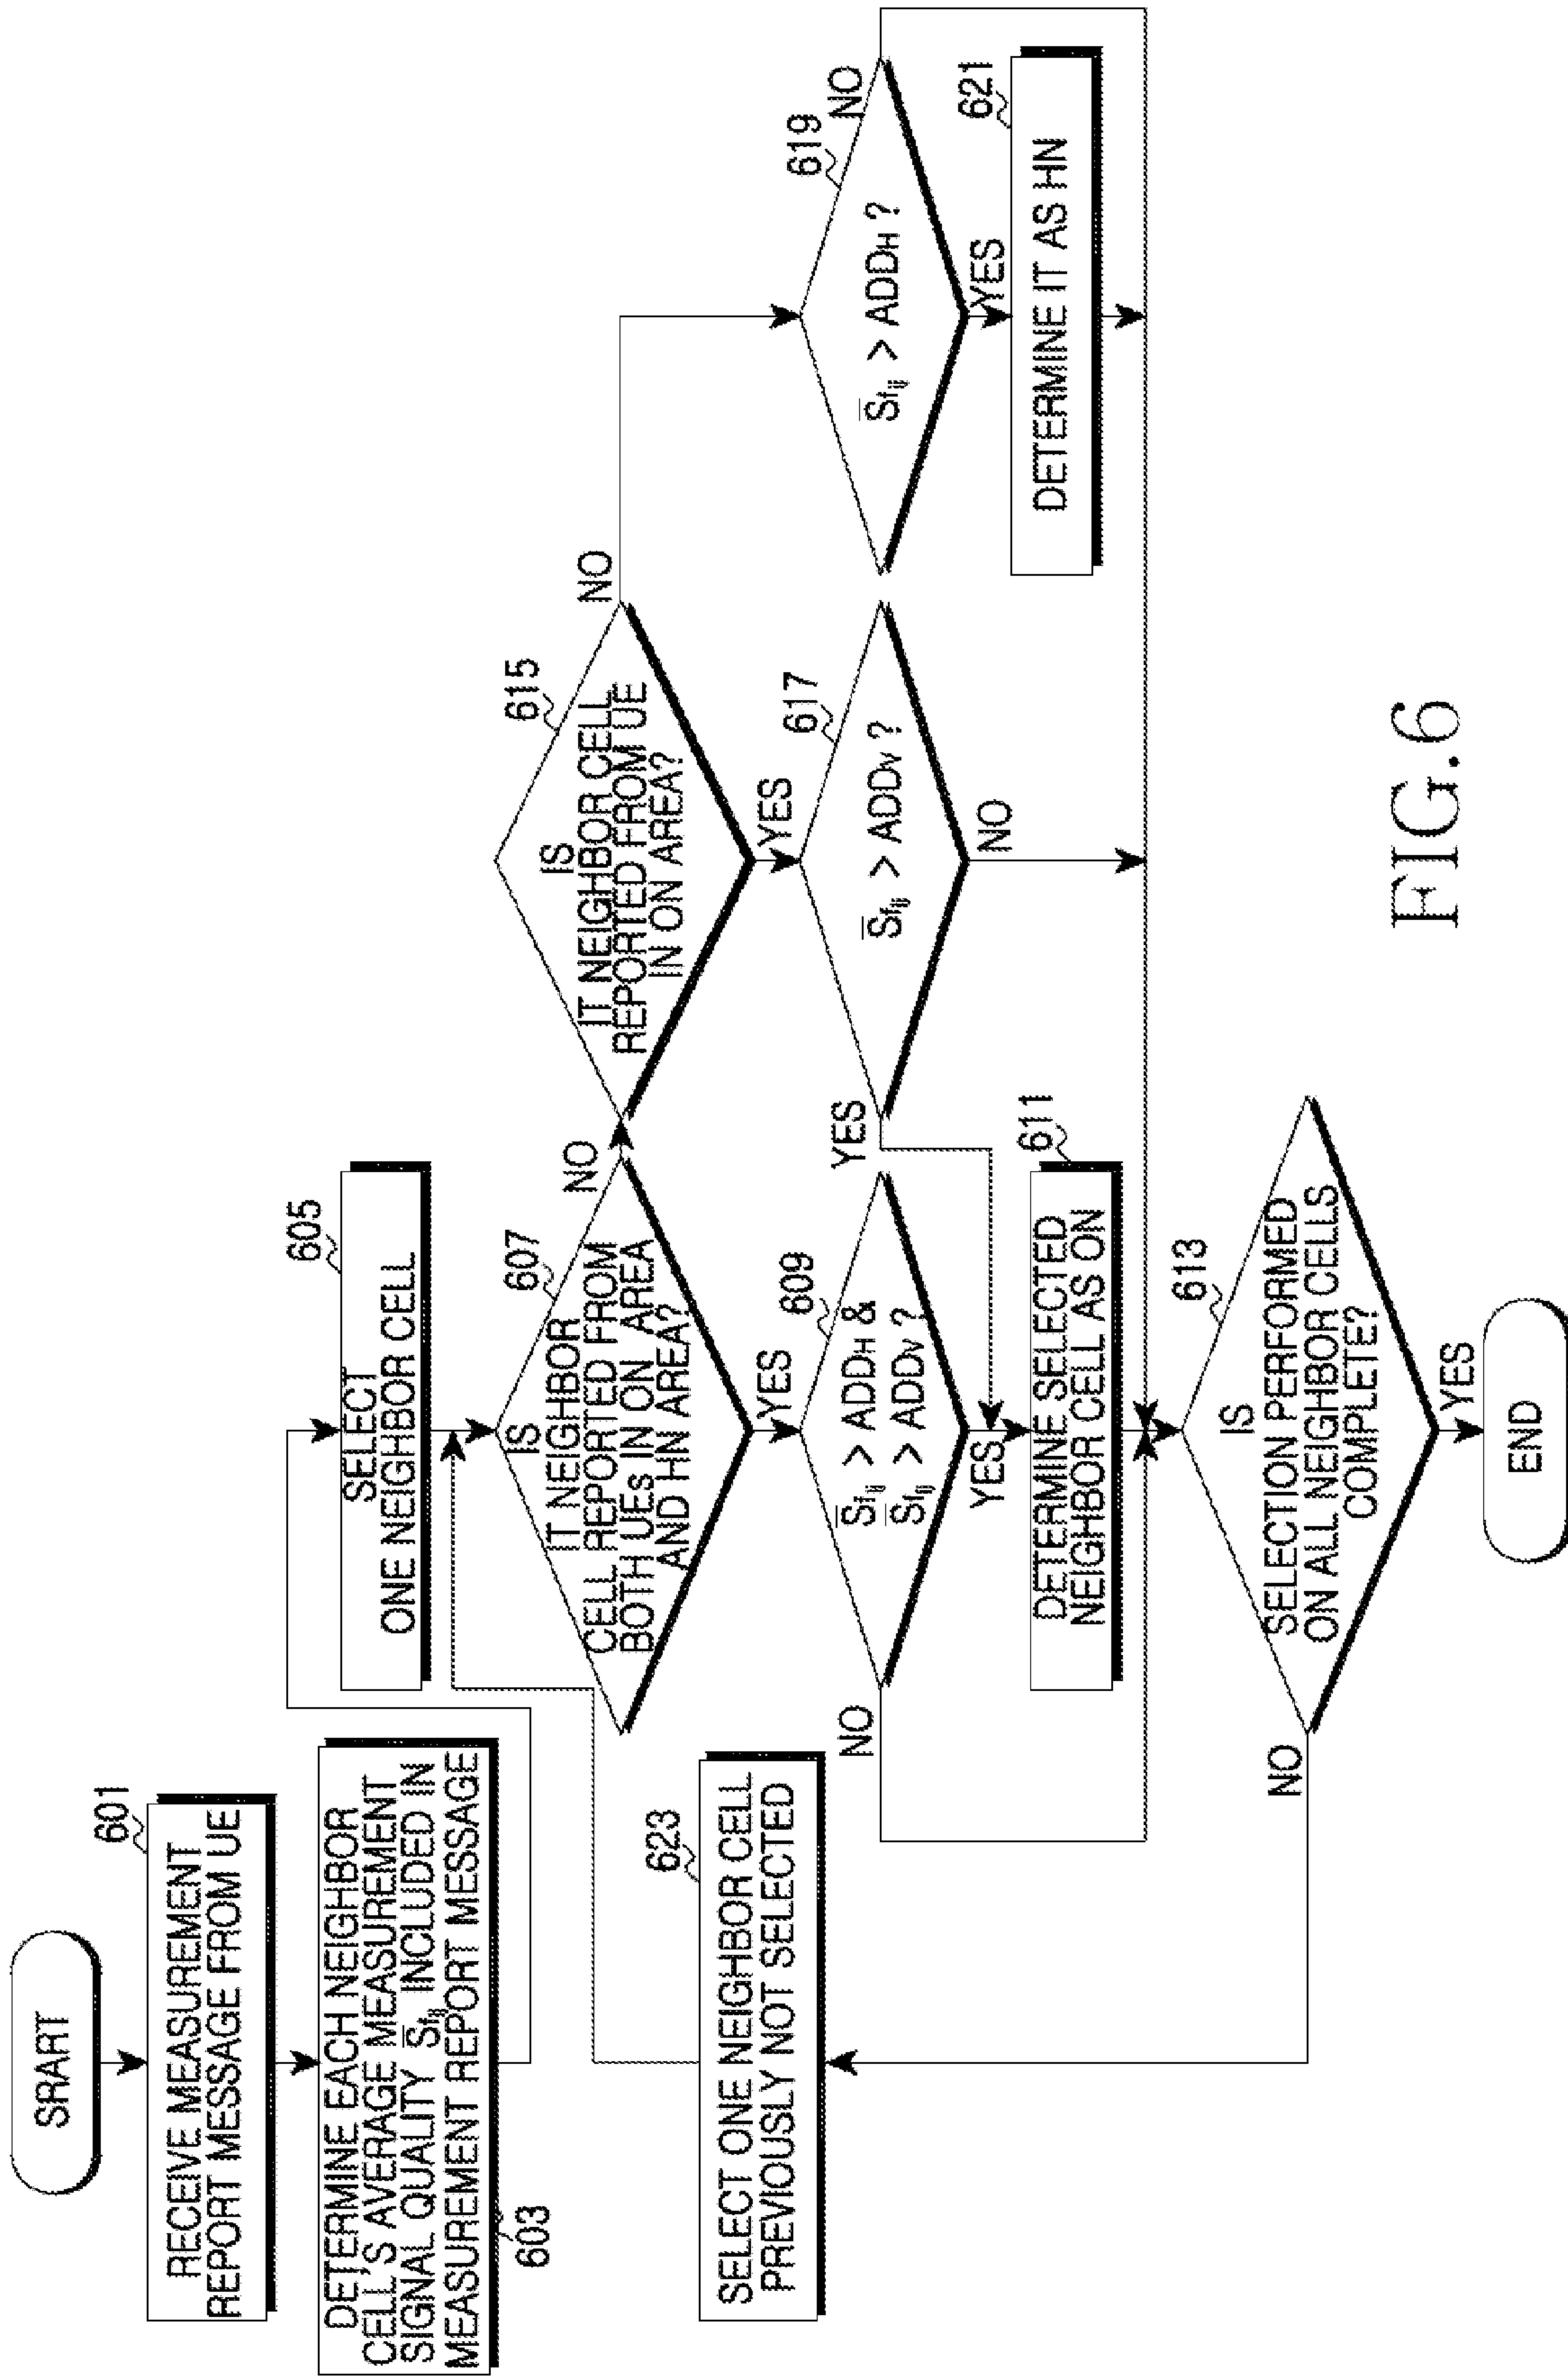 SRART
601
RECEIVE MEASUREMENT
REPORT MESSAGE FROM UE
DETERMINE EACH NEIGHBOR
CELL'S AVERAGE MEASUREMENT
SIGNAL QUALITY S̅fij INCLUDED IN
MEASUREMENT REPORT MESSAGE
603
605
SELECT
ONE NEIGHBOR CELL
607
IS
IT NEIGHBOR
CELL REPORTED FROM
BOTH UEs IN ON AREA
AND HN AREA?
NO
YES
609
S̅fij > ADDH &
S̅fij > ADDV ?
NO
YES
611
DETERMINE SELECTED
NEIGHBOR CELL AS ON
613
IS
SELECTION PERFORMED
ON ALL NEIGHBOR CELLS
COMPLETE?
NO
YES
END
615
IS
IT NEIGHBOR CELL
REPORTED FROM UE
IN ON AREA?
NO
YES
617
S̅fij > ADDV ?
YES
NO
619
S̅fij > ADDH ?
NO
YES
621
DETERMINE IT AS HN
623
SELECT ONE NEIGHBOR CELL
PREVIOUSLY NOT SELECTED
FIG.6